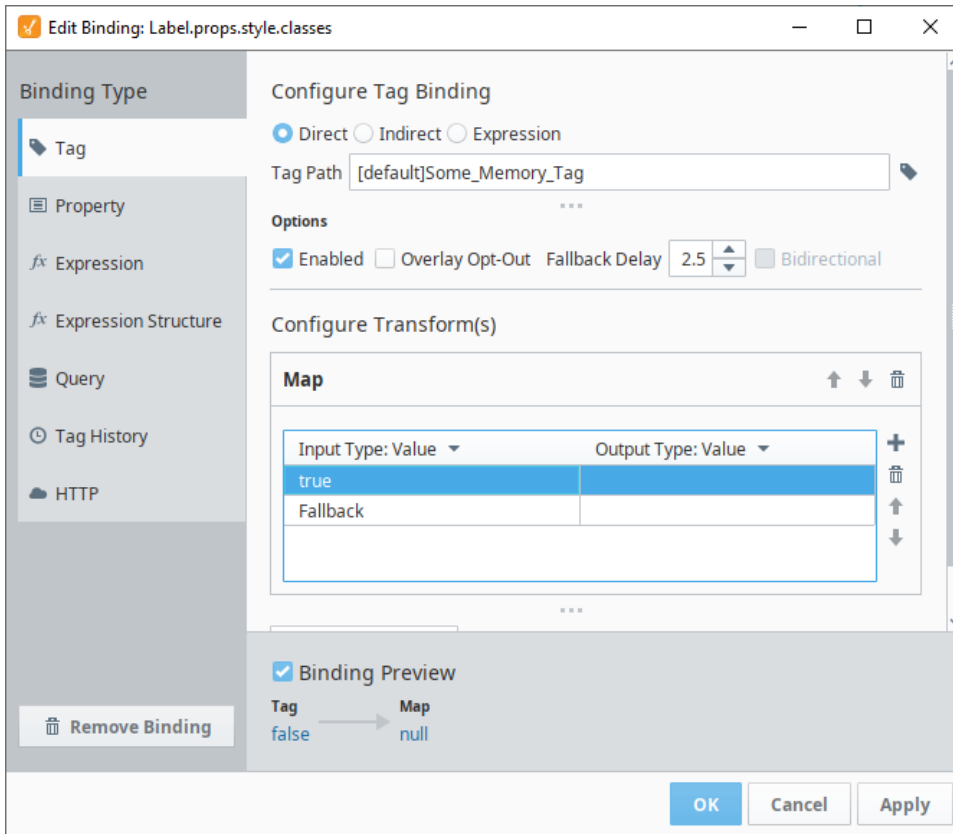 Edit Binding: Label.props.style.classes
Binding Type
Tag
Property
fx Expression
fx Expression Structure
Query
Tag History
HTTP
Remove Binding
Configure Tag Binding
Direct Indirect Expression
Tag Path [default]Some_Memory_Tag
Options
Enabled Overlay Opt-Out Fallback Delay 2.5 Bidirectional
Configure Transform(s)
Map
Input Type: Value Output Type: Value
true
Fallback
Binding Preview
Tag Map
false null
OK Cancel Apply